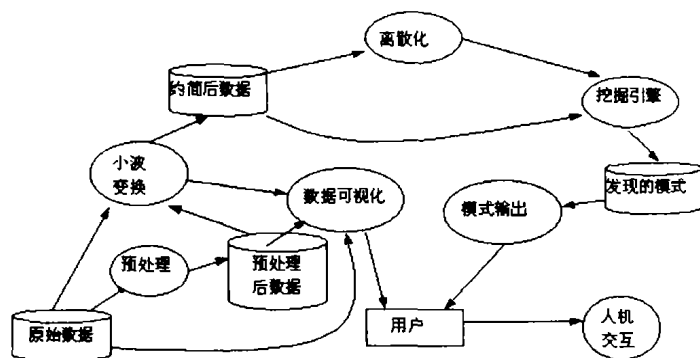 离散化
约简后数据
挖掘引擎
小波
变换
数据可视化
发现的模式
模式输出
预处理
预处理
后数据
原始数据
用户
人机
交互